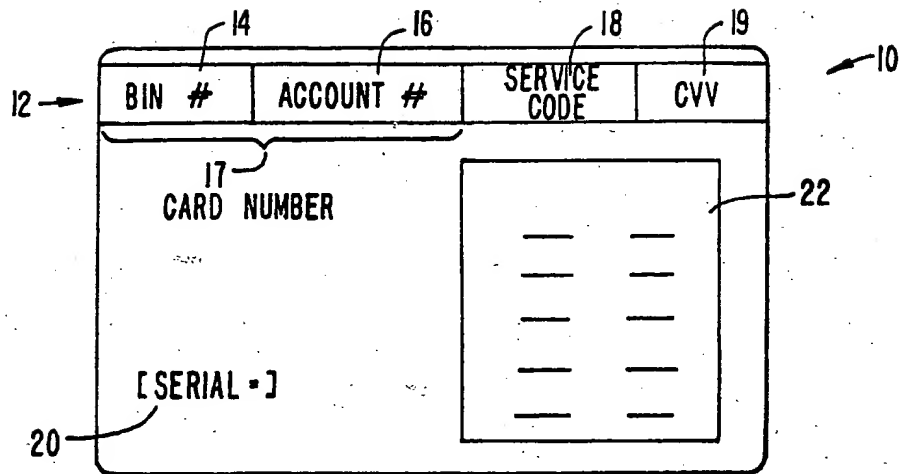 14 16 18 19
10
12 BIN # ACCOUNT # SERVICE CODE CVV
17
CARD NUMBER
22
[SERIAL=]
20